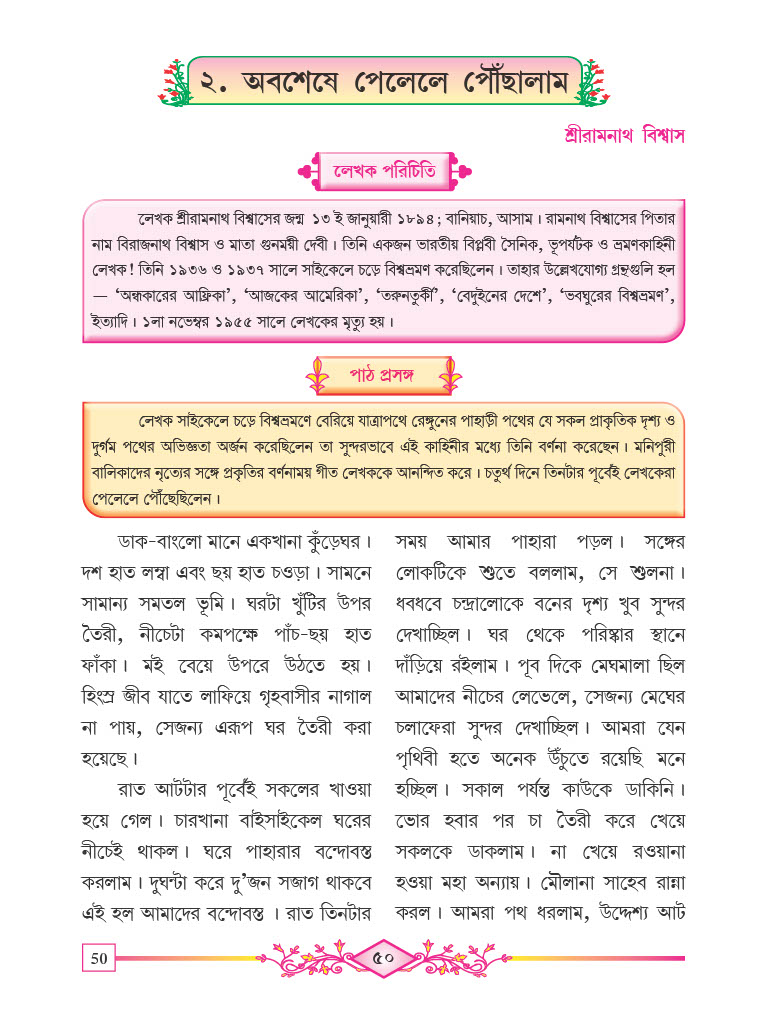 ২. অবশেষে পেলেলে পৌঁছালাম
শ্রীরামনাথ বিশ্বাস
লেখক পরিচিতি
লেখক শ্রীরামনাথ বিশ্বাসের জন্ম ১৩ ই জানুয়ারী ১৮৯৪; বানিয়াচ, আসাম। রামনাথ বিশ্বাসের পিতার
নাম বিরাজনাথ বিশ্বাস ও মাতা গুনময়ী দেবী। তিনি একজন ভারতীয় বিপ্লবী সৈনিক, ভূপর্যটক ও ভ্রমণকাহিনী
লেখক! তিনি ১৯৩৬ ও ১৯৩৭ সালে সাইকেলে চড়ে বিশ্বভ্রমণ করেছিলেন। তাহার উল্লেখযোগ্য গ্রন্থগুলি হল
— ‘অন্ধকারের আফ্রিকা’, ‘আজকের আমেরিকা’, ‘তরুনতুর্কী’, ‘বেদুইনের দেশে’, ‘ভবঘুরের বিশ্বভ্রমণ’,
ইত্যাদি। ১লা নভেম্বর ১৯৫৫ সালে লেখকের মৃত্যু হয়।
পাঠ প্রসঙ্গ
লেখক সাইকেলে চড়ে বিশ্বভ্রমণে বেরিয়ে যাত্রাপথে রেঙ্গুনের পাহাড়ী পথের যে সকল প্রাকৃতিক দৃশ্য ও
দুর্গম পথের অভিজ্ঞতা অর্জন করেছিলেন তা সুন্দরভাবে এই কাহিনীর মধ্যে তিনি বর্ণনা করেছেন। মনিপুরী
বালিকাদের নৃত্যের সঙ্গে প্রকৃতির বর্ণনাময় গীত লেখককে আনন্দিত করে। চতুর্থ দিনে তিনটার পূর্বেই লেখকেরা
পেলেলে পৌঁছেছিলেন।
ডাক-বাংলো মানে একখানা কুঁড়েঘর।
দশ হাত লম্বা এবং ছয় হাত চওড়া। সামনে
সামান্য সমতল ভূমি। ঘরটা খুঁটির উপর
তৈরী, নীচেটা কমপক্ষে পাঁচ-ছয় হাত
ফাঁকা। মই বেয়ে উপরে উঠতে হয়।
হিংস্র জীব যাতে লাফিয়ে গৃহবাসীর নাগাল
না পায়, সেজন্য এরূপ ঘর তৈরী করা
হয়েছে।
রাত আটটার পূর্বেই সকলের খাওয়া
হয়ে গেল। চারখানা বাইসাইকেল ঘরের
নীচেই থাকল। ঘরে পাহারার বন্দোবস্ত
করলাম। দুঘন্টা করে দু’জন সজাগ থাকবে
এই হল আমাদের বন্দোবস্ত । রাত তিনটার
সময় আমার পাহারা পড়ল। সঙ্গের
লোকটিকে শুতে বললাম, সে শুলনা।
ধবধবে চন্দ্রালোকে বনের দৃশ্য খুব সুন্দর
দেখাচ্ছিল। ঘর থেকে পরিষ্কার স্থানে
দাঁড়িয়ে রইলাম। পূব দিকে মেঘমালা ছিল
আমাদের নীচের লেভেলে, সেজন্য মেঘের
চলাফেরা সুন্দর দেখাচ্ছিল। আমরা যেন
পৃথিবী হতে অনেক উঁচুতে রয়েছি মনে
হচ্ছিল। সকাল পর্যন্ত কাউকে ডাকিনি।
ভোর হবার পর চা তৈরী করে খেয়ে
সকলকে ডাকলাম। না খেয়ে রওয়ানা
হওয়া মহা অন্যায়। মৌলানা সাহেব রান্না
করল। আমরা পথ ধরলাম, উদ্দেশ্য আট
50
৫০